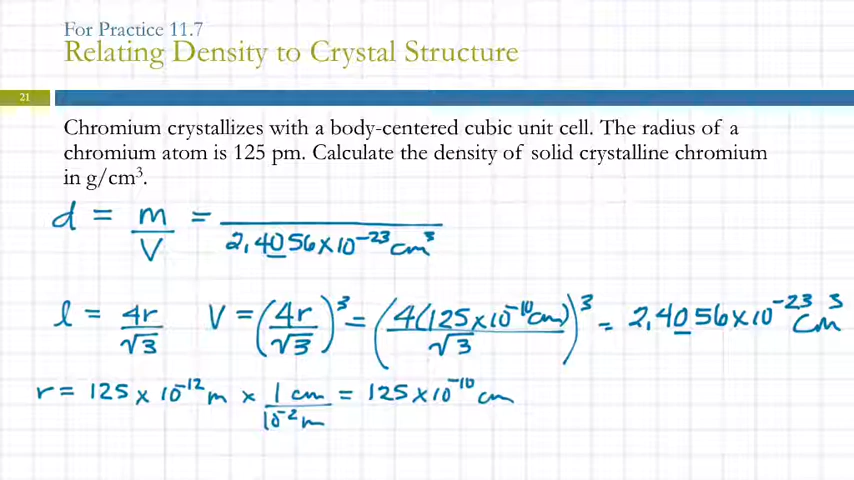 For Practice 11.7
Relating Density to Crystal Structure
21
Chromium crystallizes with a body-centered cubic unit cell. The radius of a
chromium atom is 125 pm. Calculate the density of solid crystalline chromium
in g/cm³.
d = m/V = /2.4056×10⁻²³ cm³
l = 4r/√3 V = (4r/√3)³ = (4(125×10⁻¹⁰cm)/√3)³ = 2.4056×10⁻²³ cm³
r = 125 × 10⁻¹² m × 1 cm/10⁻² m = 125×10⁻¹⁰ cm